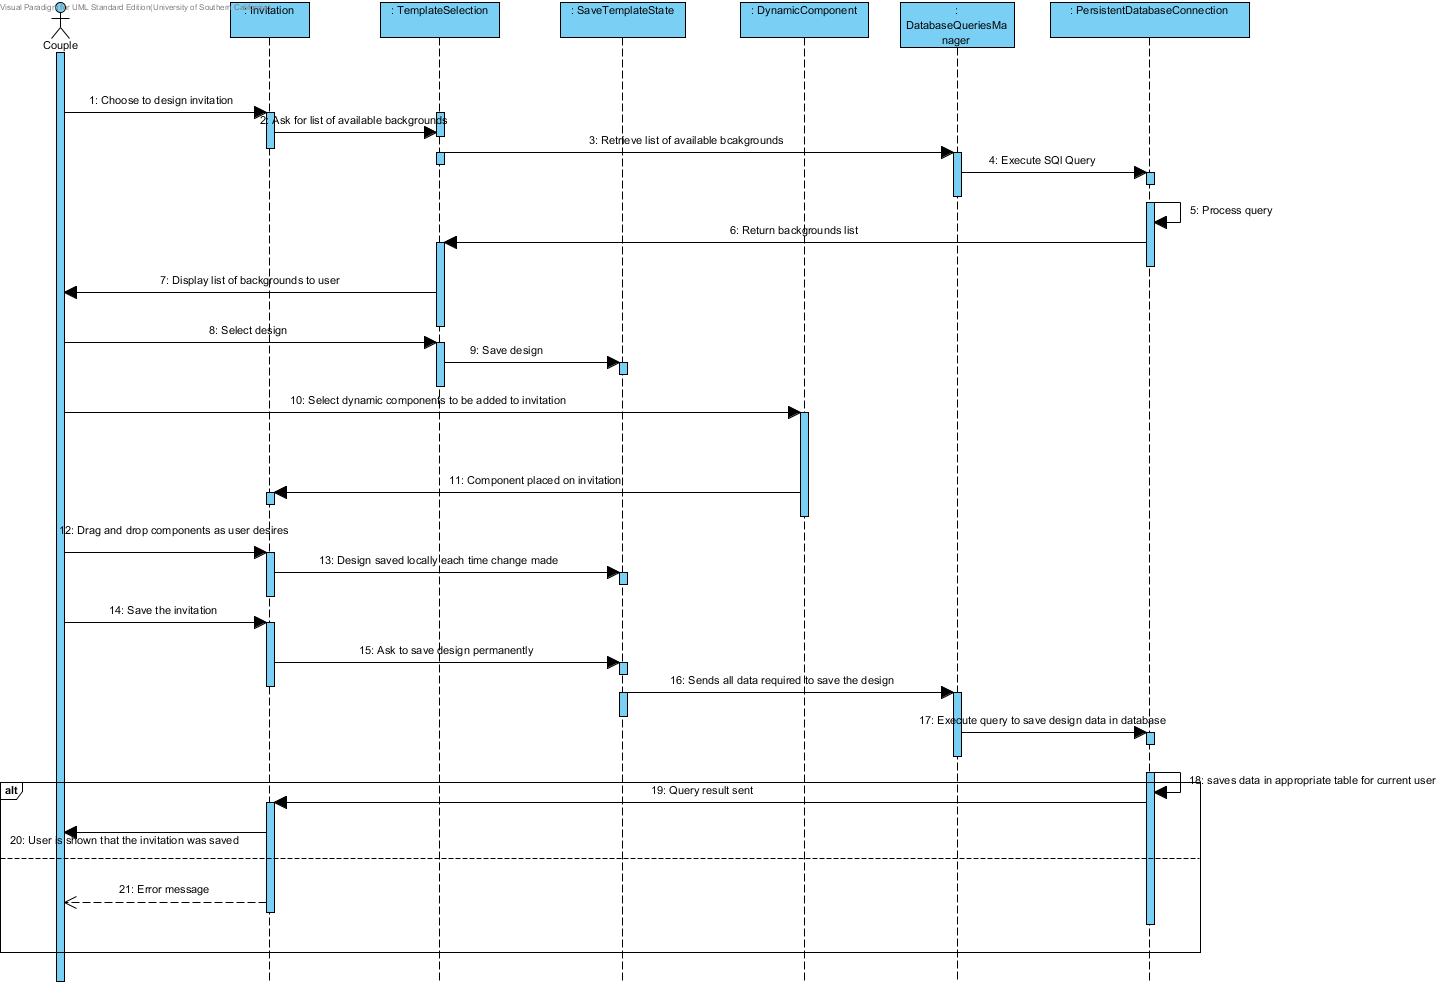 Visual Paradigm for UML Standard Edition(University of Southern California)
: Invitation
: TemplateSelection
: SaveTemplateState
: DynamicComponent
:
DatabaseQueriesMa
nager
: PersistentDatabaseConnection
Couple
1: Choose to design invitation
2: Ask for list of available backgrounds
3: Retrieve list of available bcakgrounds
4: Execute SQl Query
5: Process query
6: Return backgrounds list
7: Display list of backgrounds to user
8: Select design
9: Save design
10: Select dynamic components to be added to invitation
11: Component placed on invitation
12: Drag and drop components as user desires
13: Design saved locally each time change made
14: Save the invitation
15: Ask to save design permanently
16: Sends all data required to save the design
17: Execute query to save design data in database
18: saves data in appropriate table for current user
alt
19: Query result sent
20: User is shown that the invitation was saved
21: Error message